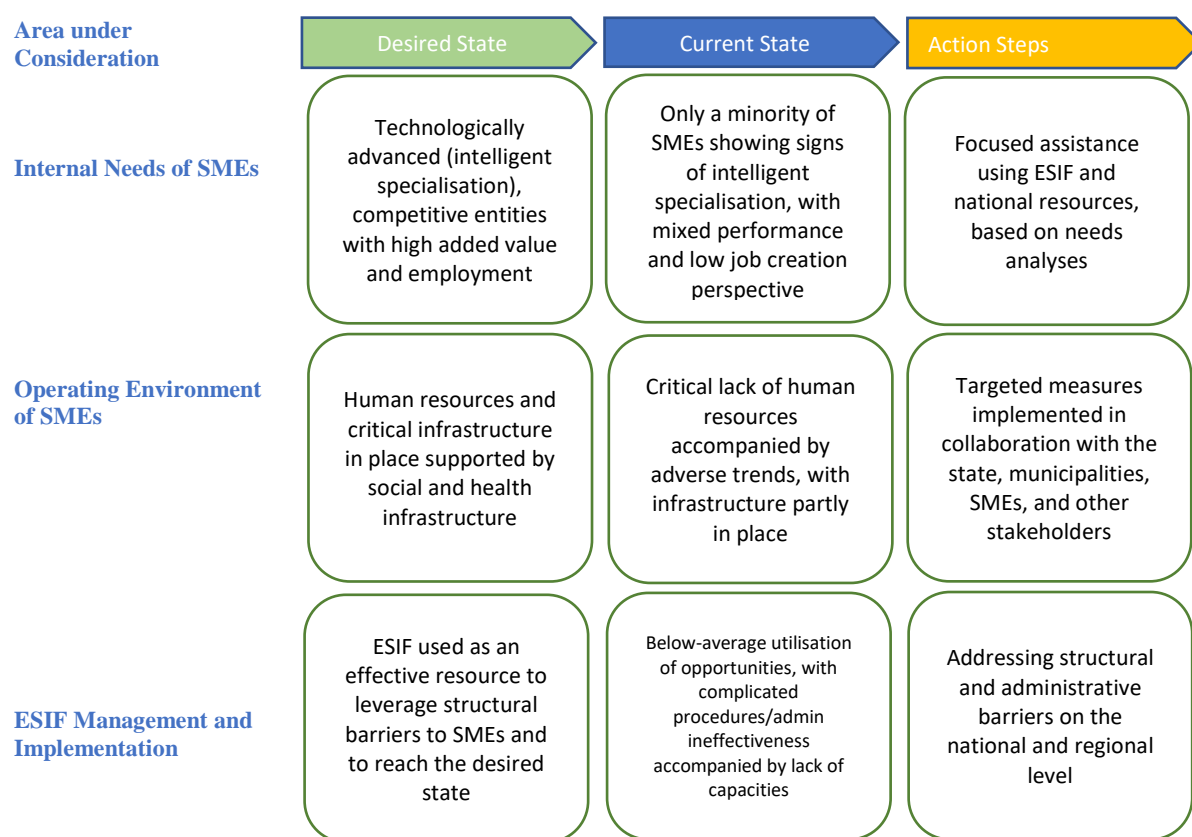 Area under
Consideration
Desired State
Current State
Action Steps
Internal Needs of SMEs
Technologically
advanced (intelligent
specialisation),
competitive entities
with high added value
and employment
Only a minority of
SMEs showing signs
of intelligent
specialisation, with
mixed performance
and low job creation
perspective
Focused assistance
using ESIF and
national resources,
based on needs
analyses
Operating Environment
of SMEs
Human resources and
critical infrastructure
in place supported by
social and health
infrastructure
Critical lack of human
resources
accompanied by
adverse trends, with
infrastructure partly
in place
Targeted measures
implemented in
collaboration with the
state, municipalities,
SMEs, and other
stakeholders
ESIF Management and
Implementation
ESIF used as an
effective resource to
leverage structural
barriers to SMEs and
to reach the desired
state
Below-average utilisation
of opportunities, with
complicated
procedures/admin
ineffectiveness
accompanied by lack of
capacities
Addressing structural
and administrative
barriers on the
national and regional
level